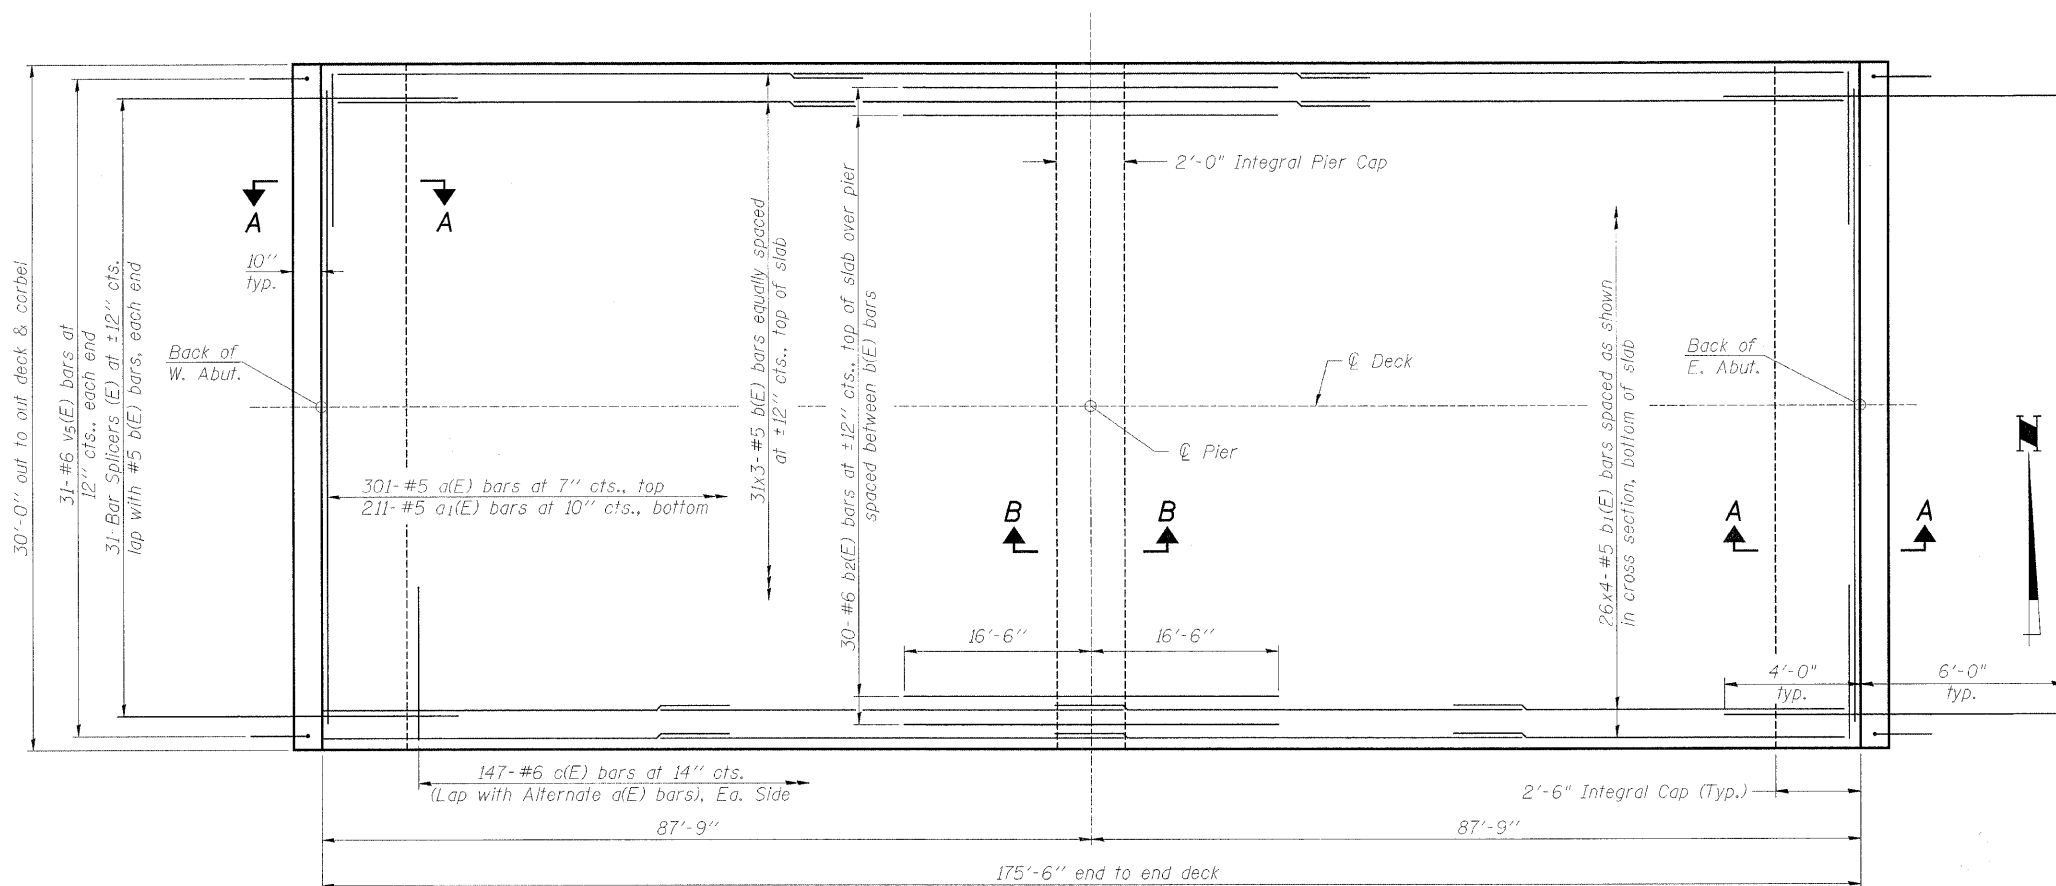 30'-0" out to out deck & corbel
31-#6 v5(E) bars at
12" cts., each end
31-Bar Splicers (E) at ±12" cts.
lap with #5 b(E) bars, each end
10"
typ.
Back of
W. Abut.
A
A
301-#5 a(E) bars at 7" cts., top
211-#5 a1(E) bars at 10" cts., bottom
31x3-#5 b(E) bars equally spaced
at ±12" cts., top of slab
30-#6 b2(E) bars at ±12" cts., top of slab over pier
spaced between b(E) bars
2'-0" Integral Pier Cap
℄ Deck
℄ Pier
B
B
16'-6"
16'-6"
26x4-#5 b1(E) bars spaced as shown
in cross section, bottom of slab
Back of
E. Abut.
A
A
N
4'-0"
typ.
6'-0"
typ.
147-#6 c(E) bars at 14" cts.
(Lap with Alternate a(E) bars), Ea. Side
2'-6" Integral Cap (Typ.)
87'-9"
87'-9"
175'-6" end to end deck